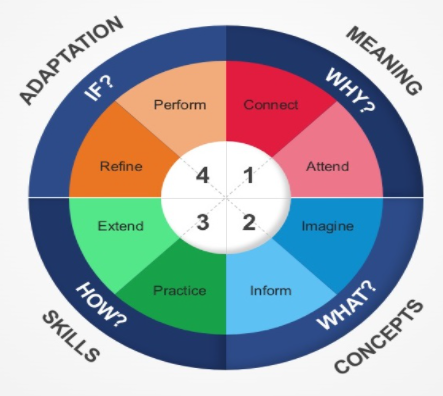 ADAPTATION
MEANING
IF?
WHY?
Perform
Connect
Refine
Attend
4
1
3
2
Extend
Imagine
Practice
Inform
HOW?
WHAT?
SKILLS
CONCEPTS